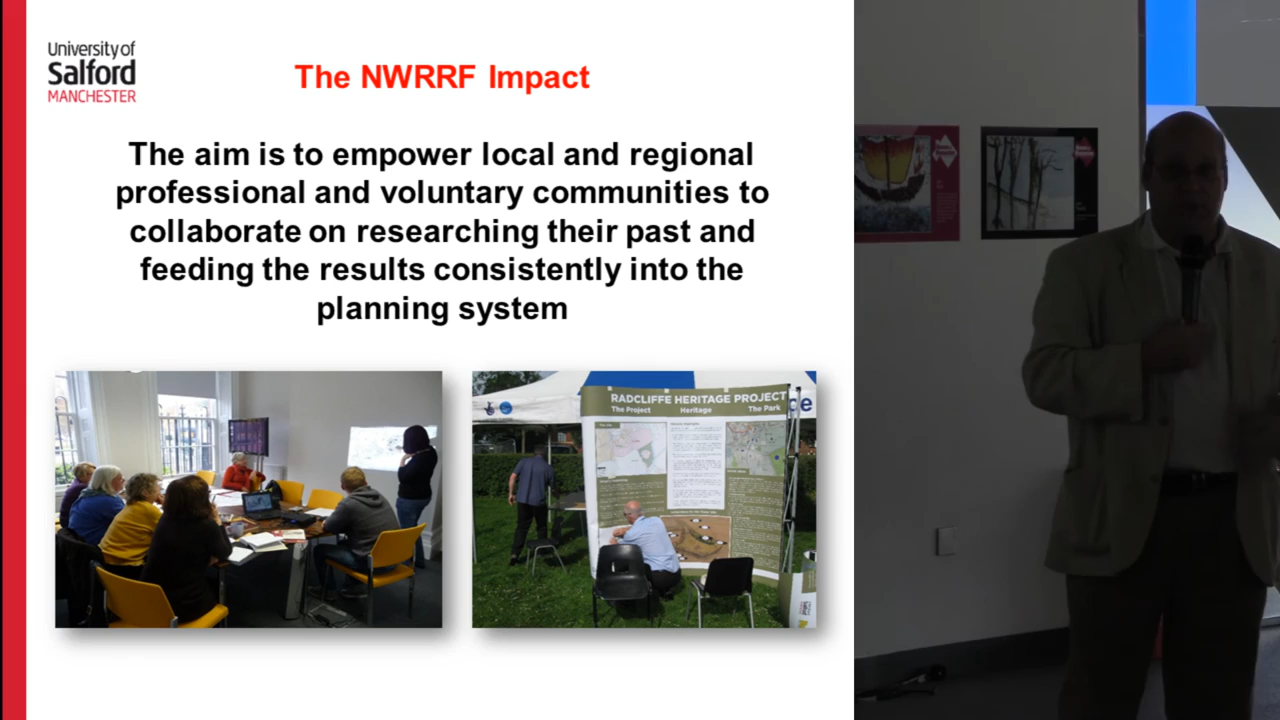 University of
Salford
MANCHESTER
The NWRRF Impact
The aim is to empower local and regional
professional and voluntary communities to
collaborate on researching their past and
feeding the results consistently into the
planning system
RADCLIFFE HERITAGE PROJECT
The Project Heritage The Park